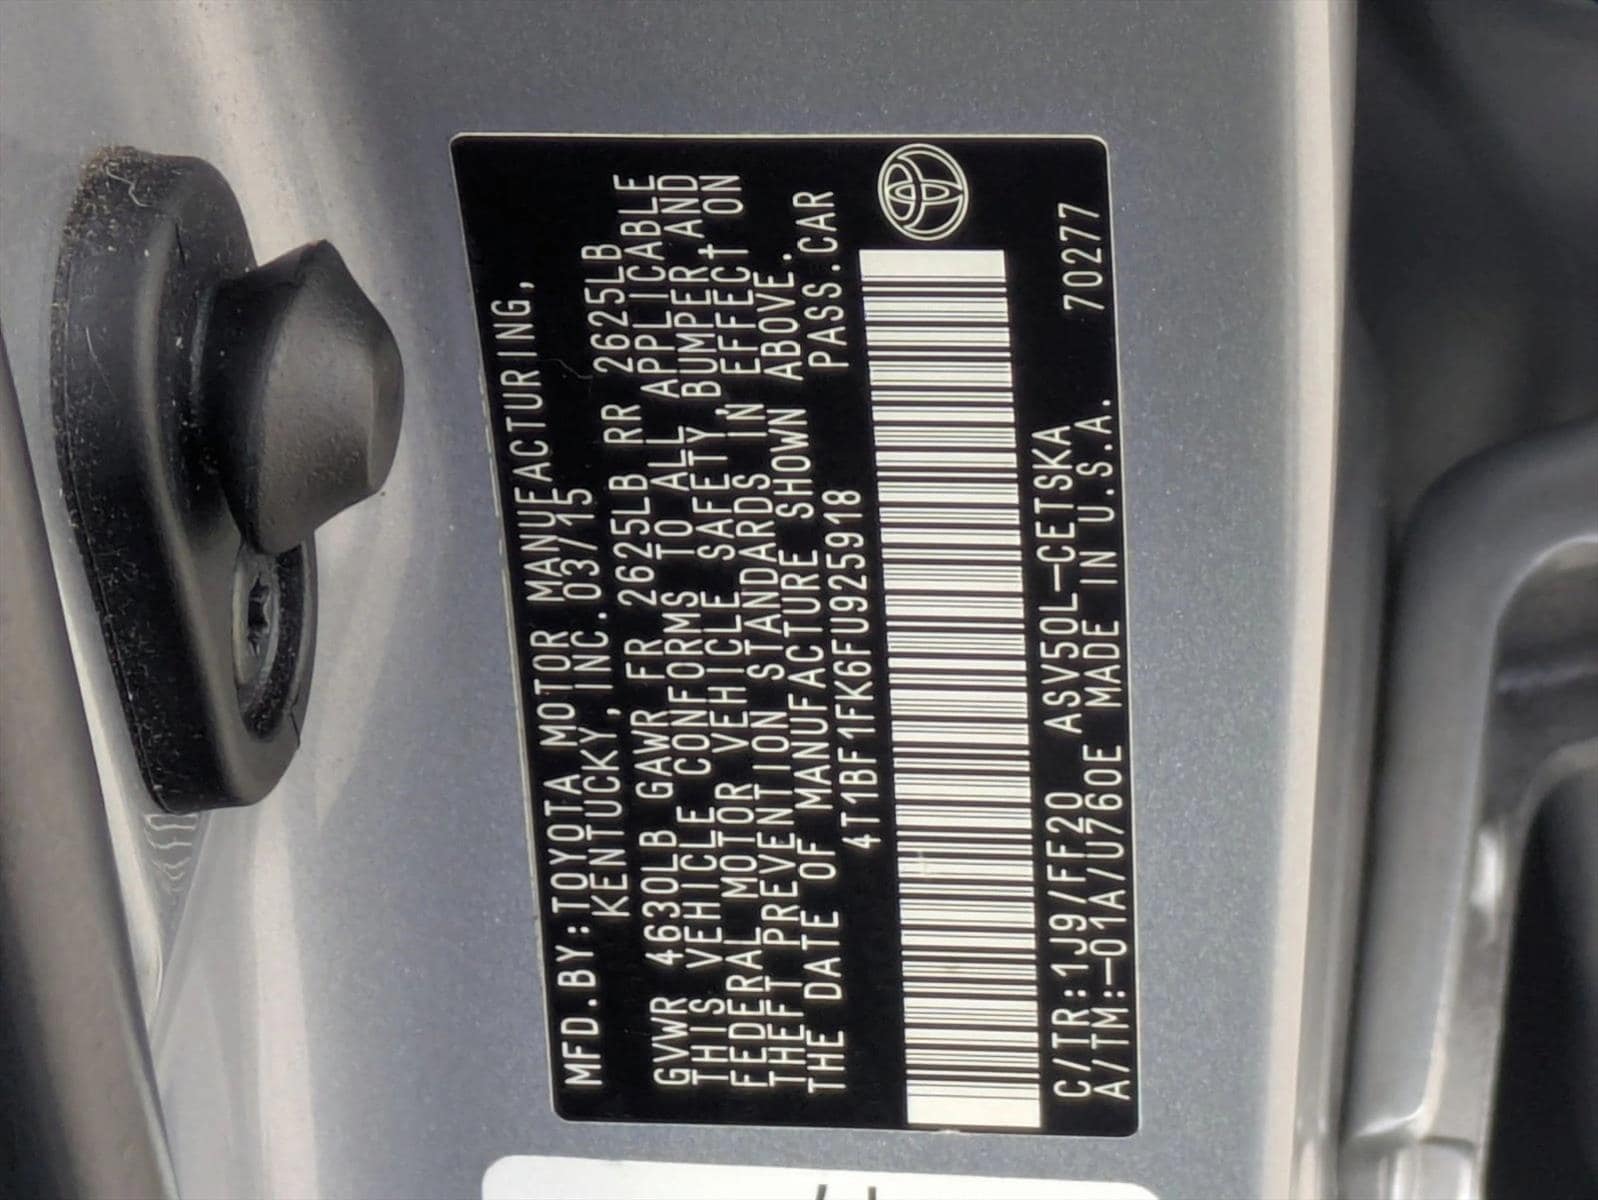 MFD.BY:TOYOTA MOTOR MANUFACTURING,
KENTUCKY,INC.03/15
GVWR 4630LB GAWR FR 2625LB RR 2625LB
THIS VEHICLE CONFORMS TO ALL APPLICABLE
FEDERAL MOTOR VEHICLE SAFETY,BUMPER,AND
THEFT PREVENTION STANDARDS IN EFFECT ON
THE DATE OF MANUFACTURE SHOWN ABOVE.
4T1BF1FK6FU925918 PASS.CAR
C/TR:1J9/FF20 ASV50L-CETSKA
A/TM:-01A/U760E MADE IN U.S.A. 70277